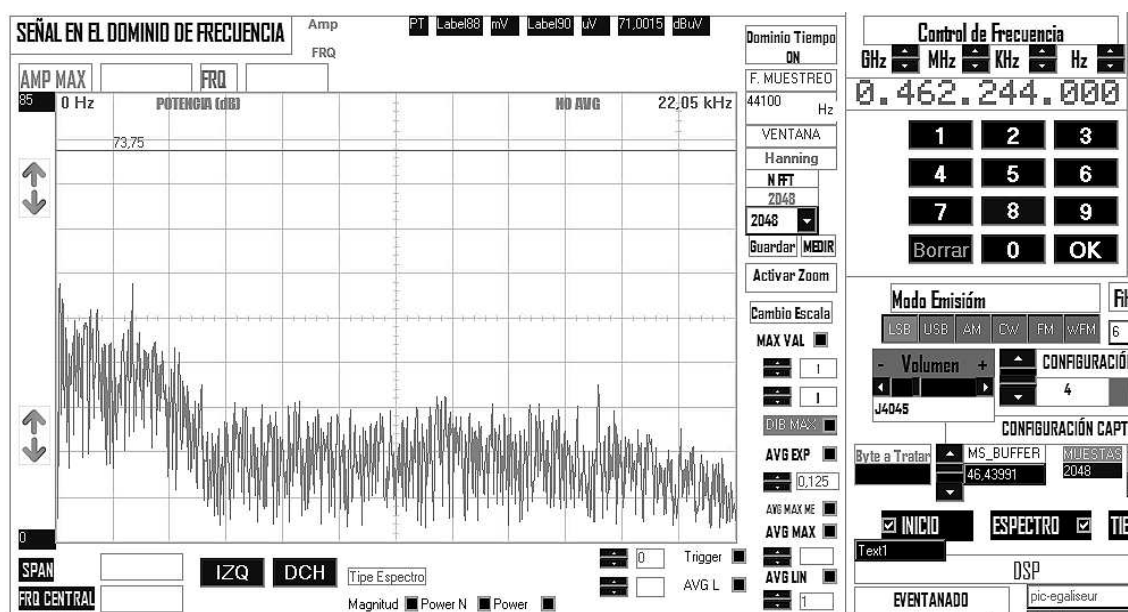 SEÑAL EN EL DOMINIO DE FRECUENCIA
Amp
FRQ
PT Label88 mV Label90 uV 71,0015 dBuV
AMP MAX
FRQ
85
0 Hz
POTENCIA (dB)
NO AVG
22,05 kHz
73,75
0
SPAN
FRQ CENTRAL
IZQ
DCH
Tipe Espectro
Magnitud
Power N
Power
0
Trigger
AVG L
Dominio Tiempo
ON
F. MUESTREO
44100
Hz
VENTANA
Hanning
N FFT
2048
2048
Guardar
MEDIR
Activar Zoom
Cambio Escala
MAX VAL
1
1
DIB MAX
AVG EXP
0,125
AVG MAX ME
AVG MAX
AVG LIN
1
Control de Frecuencia
GHz
MHz
KHz
Hz
0.462.244.000
1 2 3
4 5 6
7 8 9
Borrar 0 OK
Modo Emisióm
LSB USB AM CW FM WFM
6
- Volumen +
J4045
CONFIGURACIÓ
4
CONFIGURACIÓN CAPT
Byte a Tratar
MS_BUFFER
46,43991
MUESTAS
2048
INICIO
ESPECTRO
TIE
Text1
DSP
EVENTANADO
pic-egaliseur